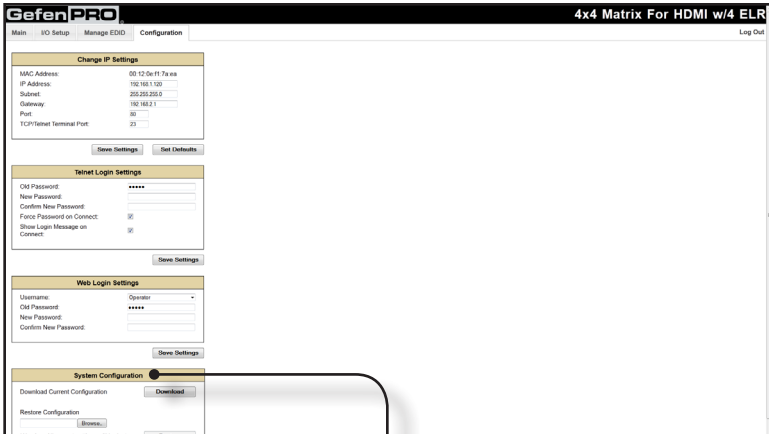 Gefen PRO 4x4 Matrix For HDMI w/4 ELR
Main I/O Setup Manage EDID Configuration Log Out
Change IP Settings
MAC Address: 00:12:0e:f1:7a:ea
IP Address: 192.168.1.120
Subnet: 255.255.255.0
Gateway: 192.168.2.1
Port: 80
TCP/Telnet Terminal Port: 23
Save Settings Set Defaults
Telnet Login Settings
Old Password: •••••
New Password:
Confirm New Password:
Force Password on Connect:
Show Login Message on
Connect:
Save Settings
Web Login Settings
Username: Operator
Old Password: •••••
New Password:
Confirm New Password:
Save Settings
System Configuration
Download Current Configuration Download
Restore Configuration
Browse..